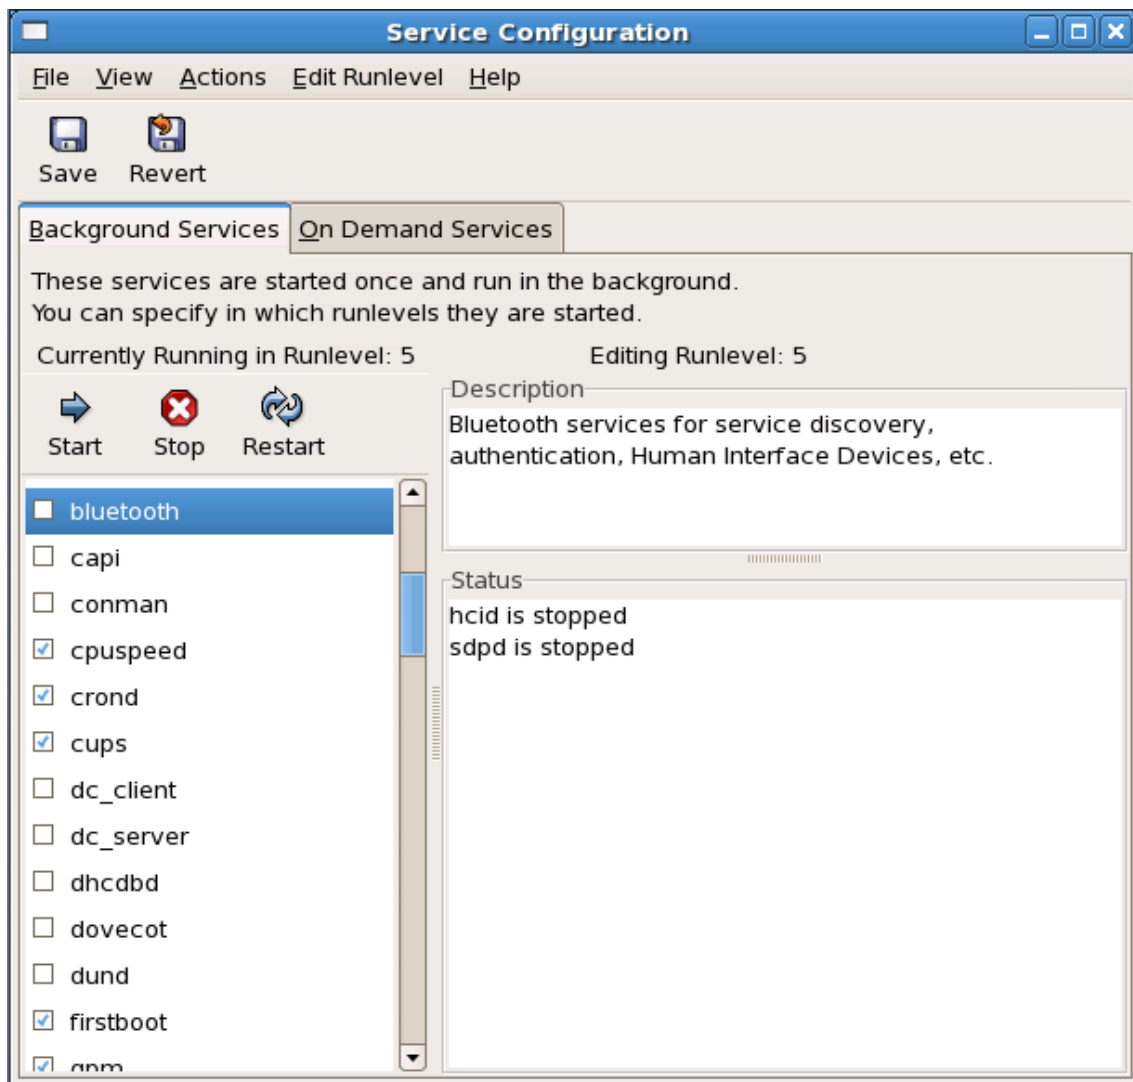 Service Configuration
File View Actions Edit Runlevel Help
Save Revert
Background Services On Demand Services
These services are started once and run in the background.
You can specify in which runlevels they are started.
Currently Running in Runlevel: 5 Editing Runlevel: 5
Start Stop Restart
Description
Bluetooth services for service discovery,
authentication, Human Interface Devices, etc.
bluetooth
capi
conman
cpuspeed
crond
cups
dc_client
dc_server
dhcdbd
dovecot
dund
firstboot
gpm
Status
hcid is stopped
sdpd is stopped